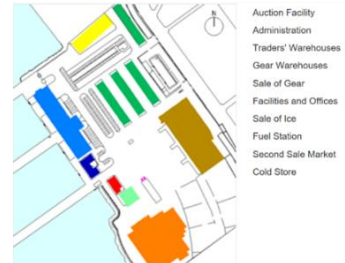 N
Auction Facility
Administration
Traders' Warehouses
Gear Warehouses
Sale of Gear
Facilities and Offices
Sale of Ice
Fuel Station
Second Sale Market
Cold Store